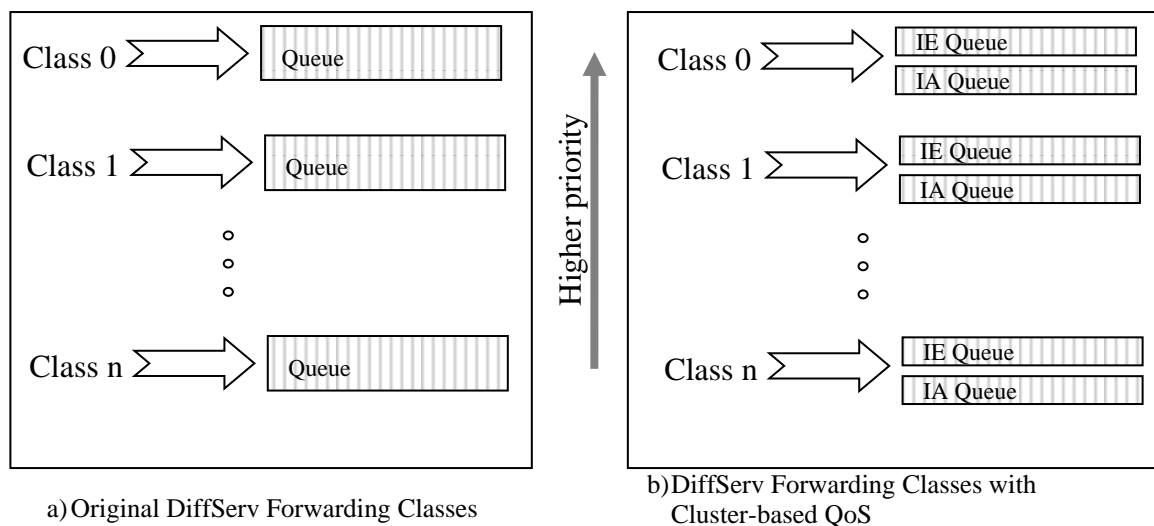 Class 0
Queue
Class 1
Queue
Class n
Queue
a) Original DiffServ Forwarding Classes
Higher priority
Class 0
IE Queue
IA Queue
Class 1
IE Queue
IA Queue
Class n
IE Queue
IA Queue
b) DiffServ Forwarding Classes with
Cluster-based QoS